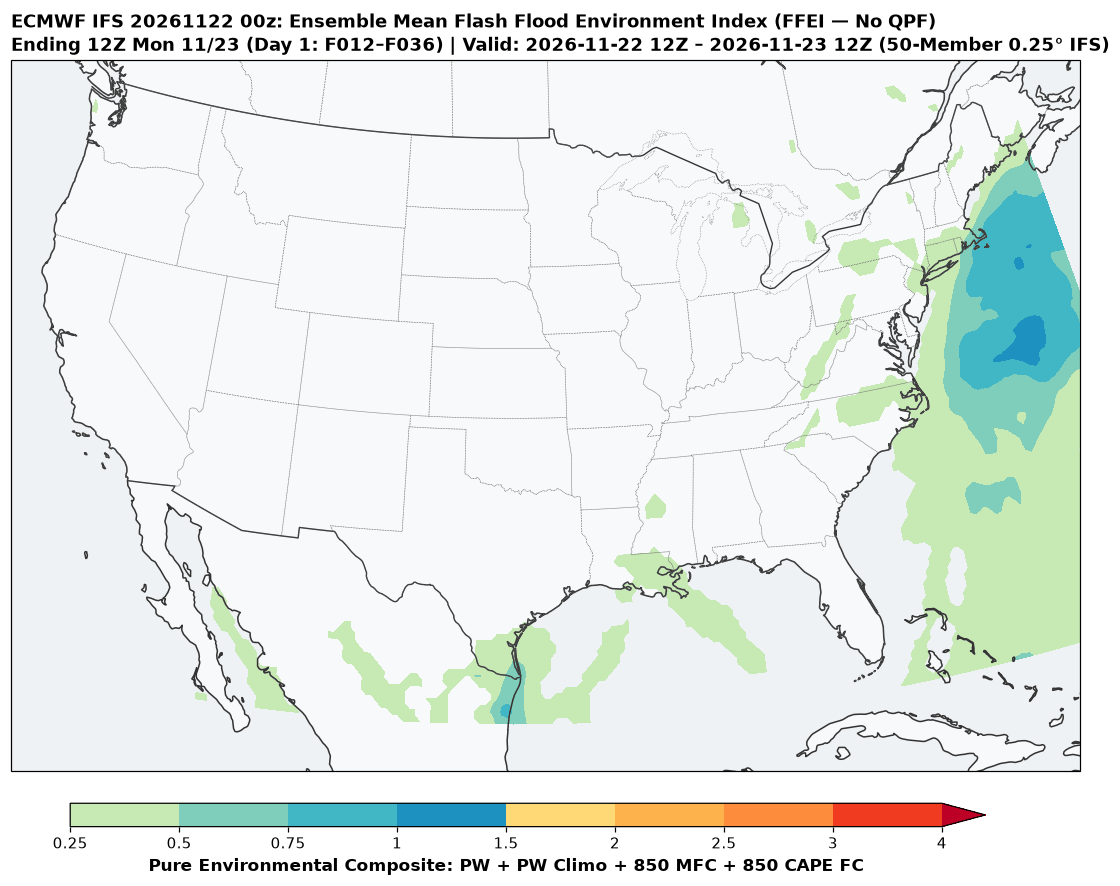 ECMWF IFS 20261122 00z: Ensemble Mean Flash Flood Environment Index (FFEI — No QPF)
Ending 12Z Mon 11/23 (Day 1: F012–F036) | Valid: 2026-11-22 12Z – 2026-11-23 12Z (50-Member 0.25° IFS)
0.25 0.5 0.75 1 1.5 2 2.5 3 4
Pure Environmental Composite: PW + PW Climo + 850 MFC + 850 CAPE FC